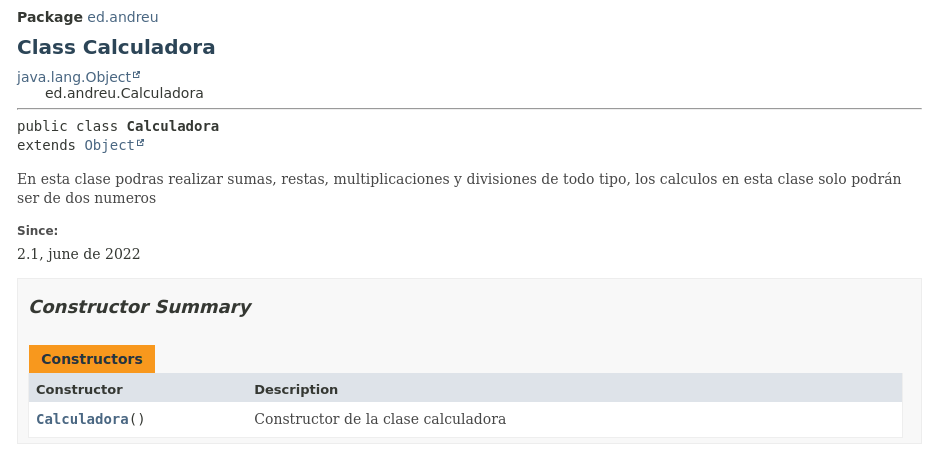 Package ed.andreu
Class Calculadora
java.lang.Object
ed.andreu.Calculadora
public class Calculadora
extends Object
En esta clase podras realizar sumas, restas, multiplicaciones y divisiones de todo tipo, los calculos en esta clase solo podrán
ser de dos numeros
Since:
2.1, june de 2022
Constructor Summary
Constructors
Constructor Description
Calculadora() Constructor de la clase calculadora